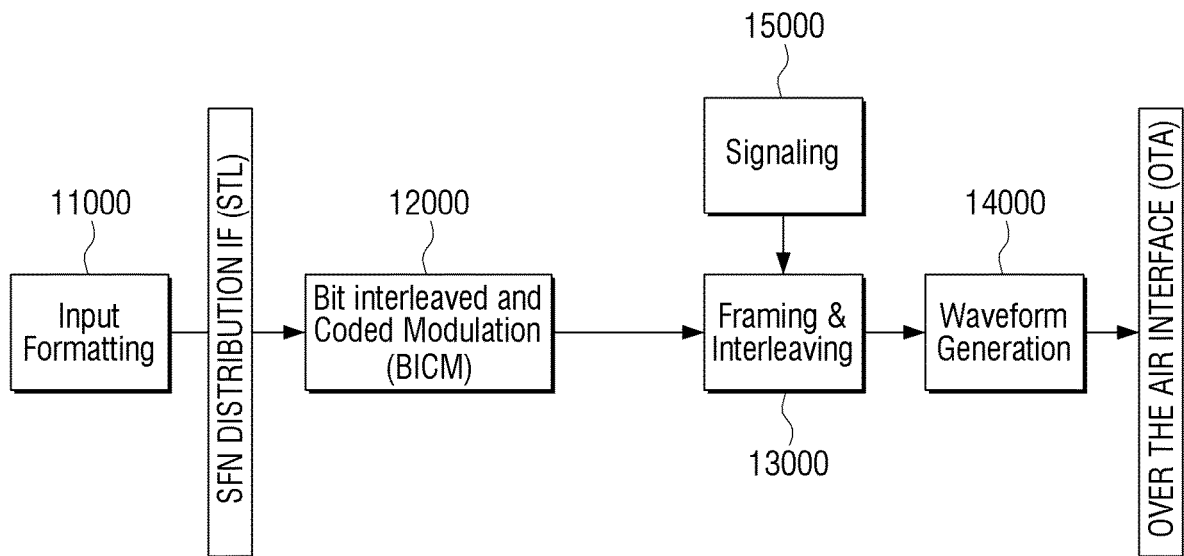 15000
Signaling
11000
Input
Formatting
SFN DISTRIBUTION IF (STL)
12000
Bit interleaved and
Coded Modulation
(BICM)
Framing &
Interleaving
13000
14000
Waveform
Generation
OVER THE AIR INTERFACE (OTA)